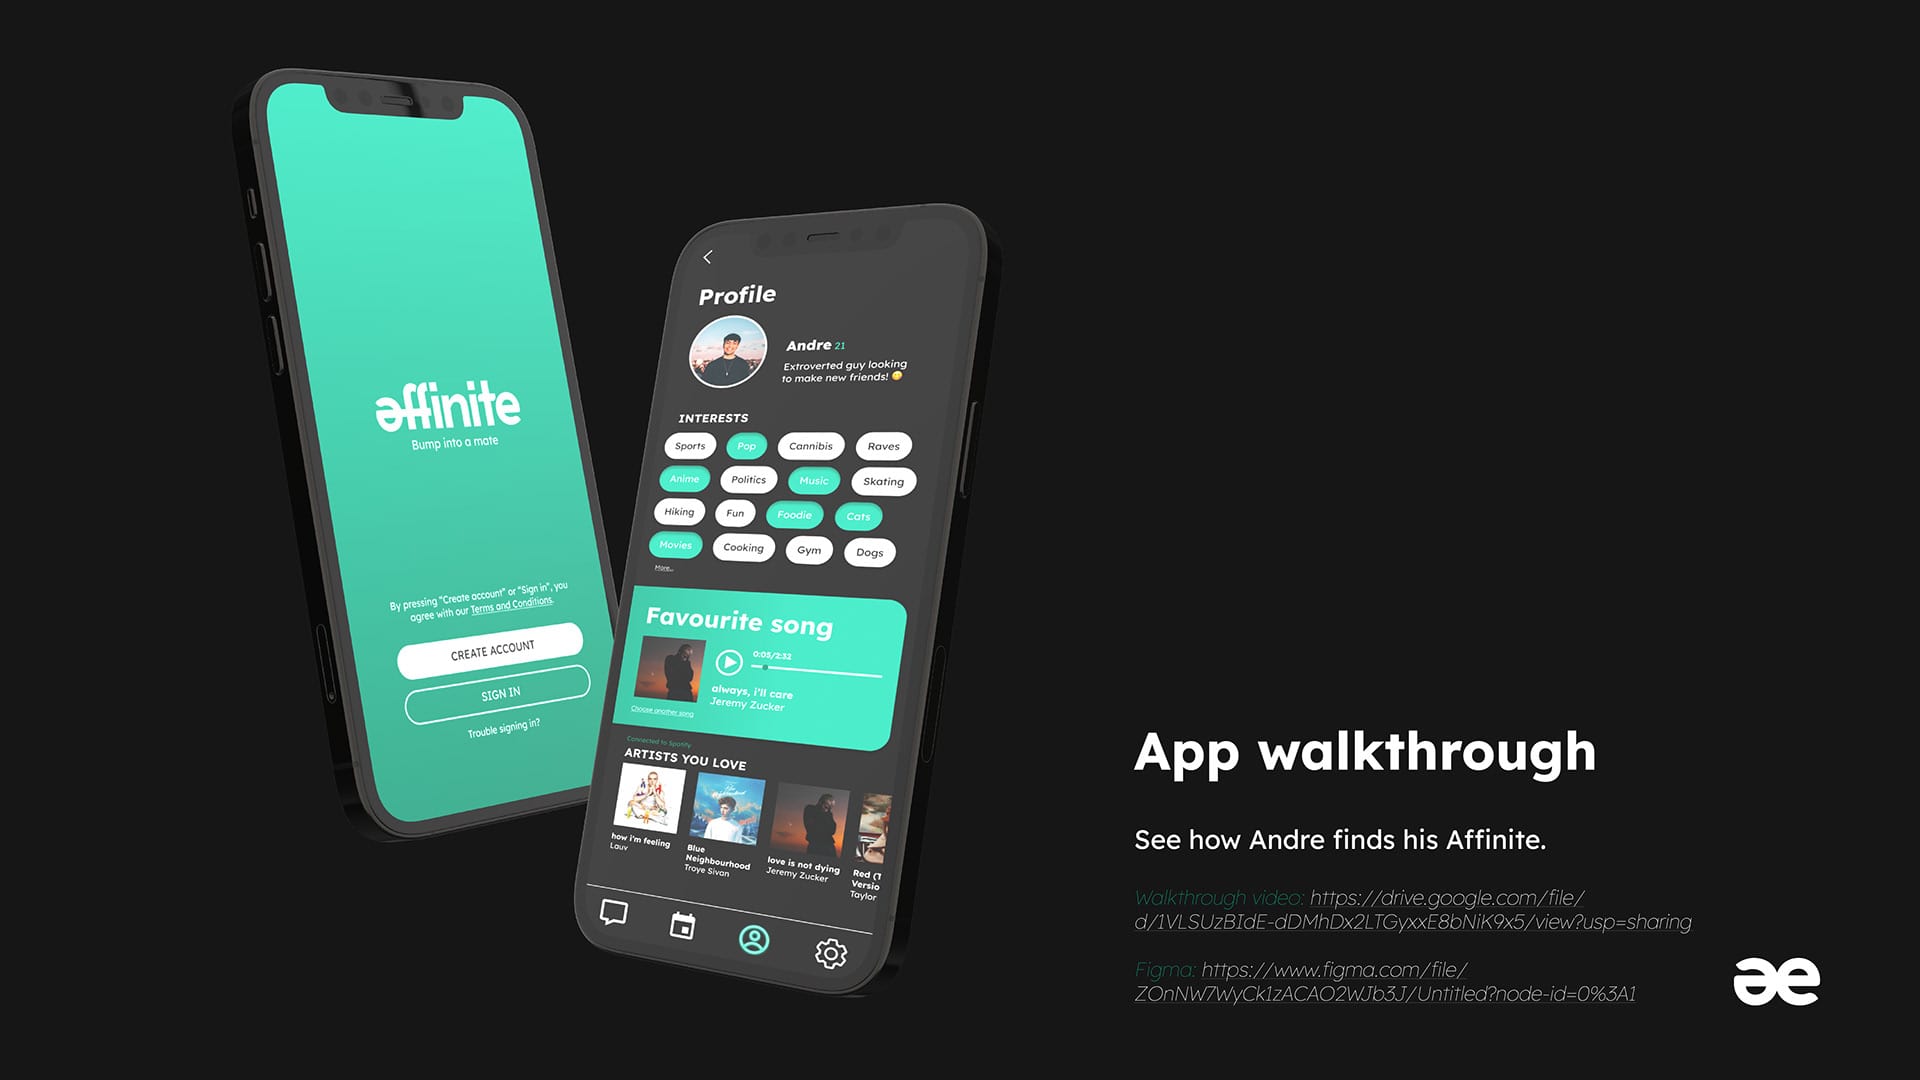 affinite
Bump into a mate
By pressing “Create account” or “Sign in”, you
agree with our Terms and Conditions.
CREATE ACCOUNT
SIGN IN
Trouble signing in?
Profile
Andre 21
Extroverted guy looking
to make new friends!
INTERESTS
Sports Pop Cannibis Raves
Anime Politics Music Skating
Hiking Fun Foodie Cats
Movies Cooking Gym Dogs
More...
Favourite song
0:05/2:32
always, i'll care
Jeremy Zucker
Choose another song
Connected to Spotify
ARTISTS YOU LOVE
how i'm feeling
Lauv
Blue
Neighbourhood
Troye Sivan
love is not dying
Jeremy Zucker
Red (T
Versio
Taylor
App walkthrough
See how Andre finds his Affinite.
Walkthrough video: https://drive.google.com/file/
d/1VLSUzBIdE-dDMhDx2LTGyxxE8bNiK9x5/view?usp=sharing
Figma: https://www.figma.com/file/
ZOnNW7WyCk1zACAO2WJb3J/Untitled?node-id=0%3A1
æ